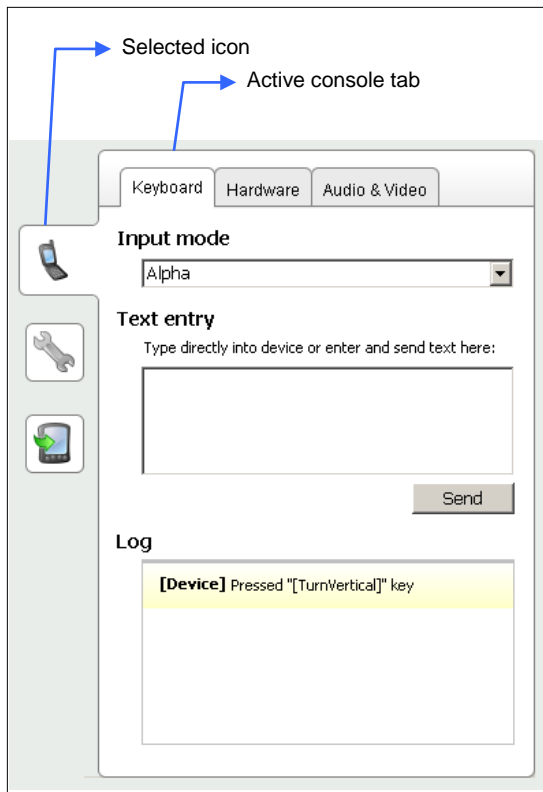 Selected icon
Active console tab
Keyboard Hardware Audio & Video
Input mode
Alpha
Text entry
Type directly into device or enter and send text here:
Send
Log
[Device] Pressed "[TurnVertical]" key